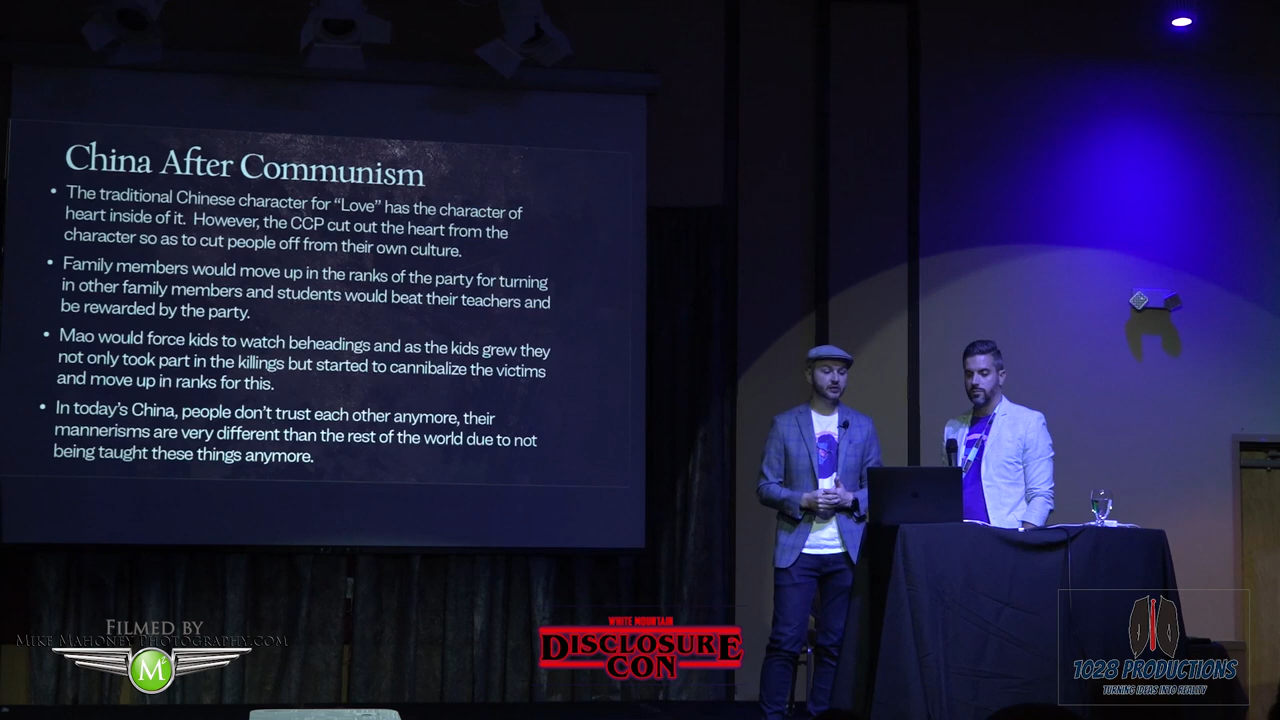 China After Communism
• The traditional Chinese character for “Love” has the character of
heart inside of it. However, the CCP cut out the heart from the
character so as to cut people off from their own culture.
• Family members would move up in the ranks of the party for turning
in other family members and students would beat their teachers and
be rewarded by the party.
• Mao would force kids to watch beheadings and as the kids grew they
not only took part in the killings but started to cannibalize the victims
and move up in ranks for this.
• In today’s China, people don’t trust each other anymore, their
mannerisms are very different than the rest of the world due to not
being taught these things anymore.
FILMED BY
MIKE MAHONEY PHOTOGRAPHY.COM
M
WHITE MOUNTAIN
DISCLOSURE
CON
1028 PRODUCTIONS
TURNING IDEAS INTO REALITY